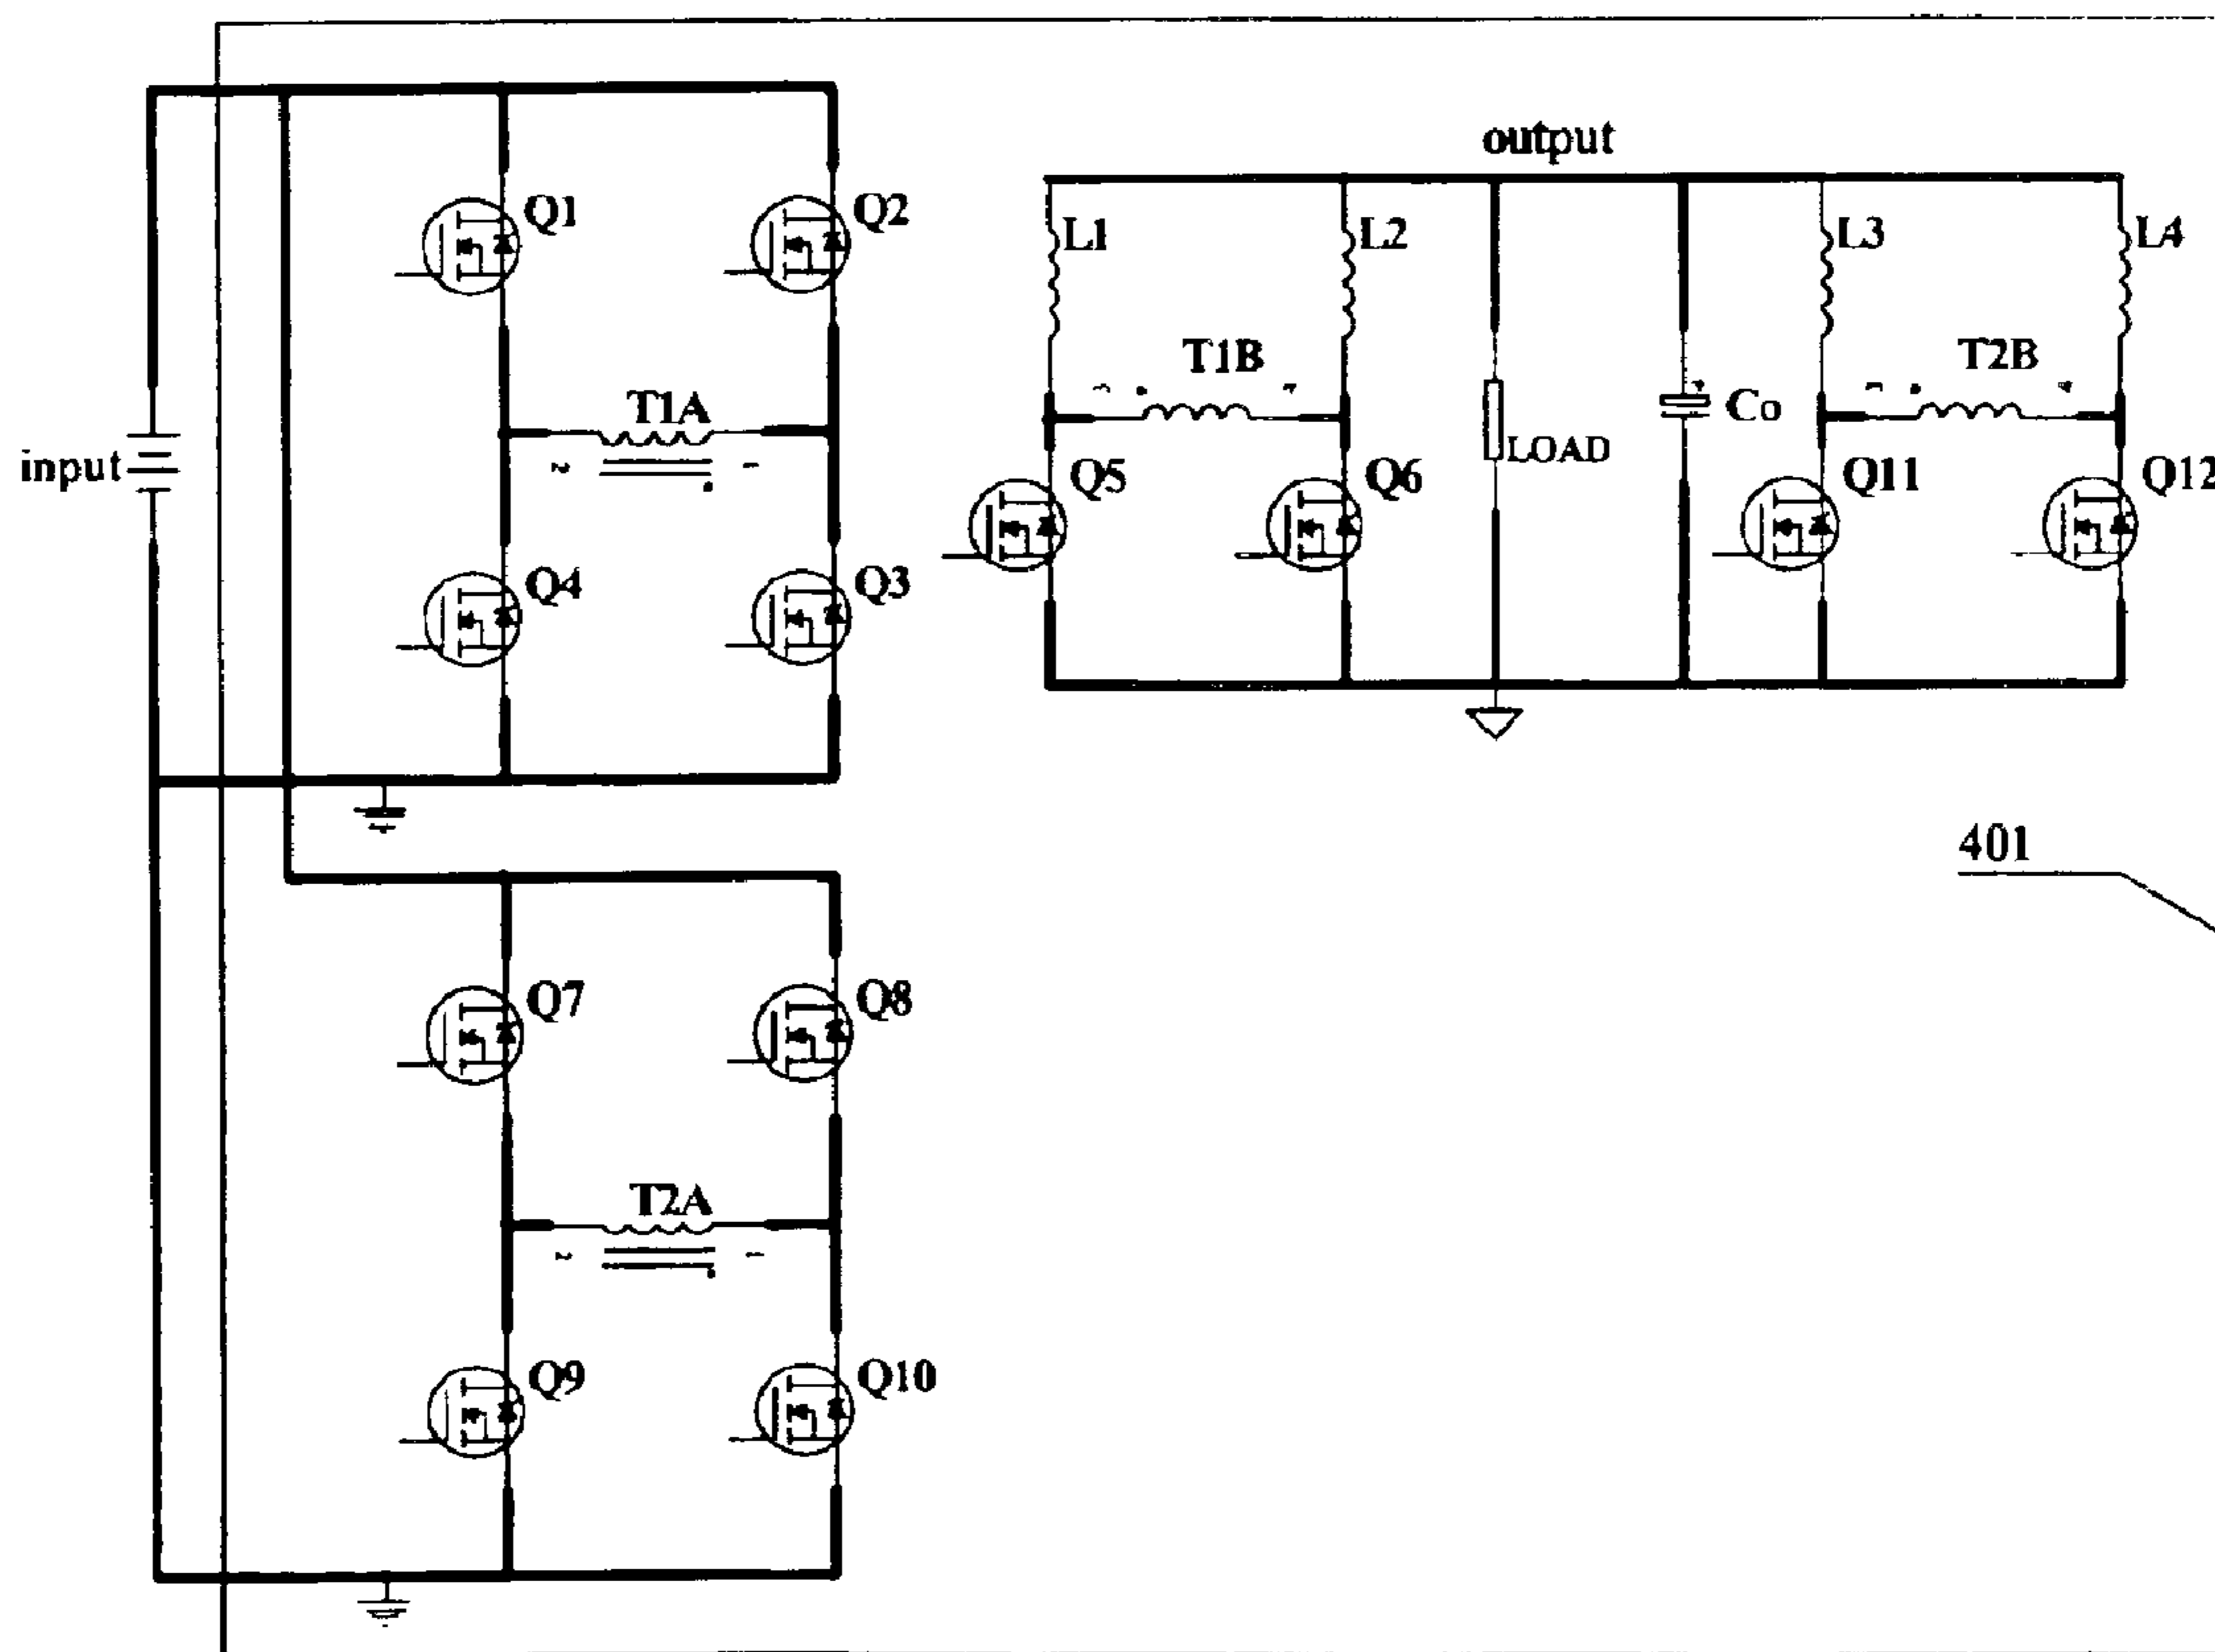 output
Q1
Q2
L1
L2
L3
L4
T1B
T2B
T1A
Co
input
LOAD
Q5
Q6
Q11
Q12
Q4
Q3
401
Q7
Q8
T2A
Q9
Q10